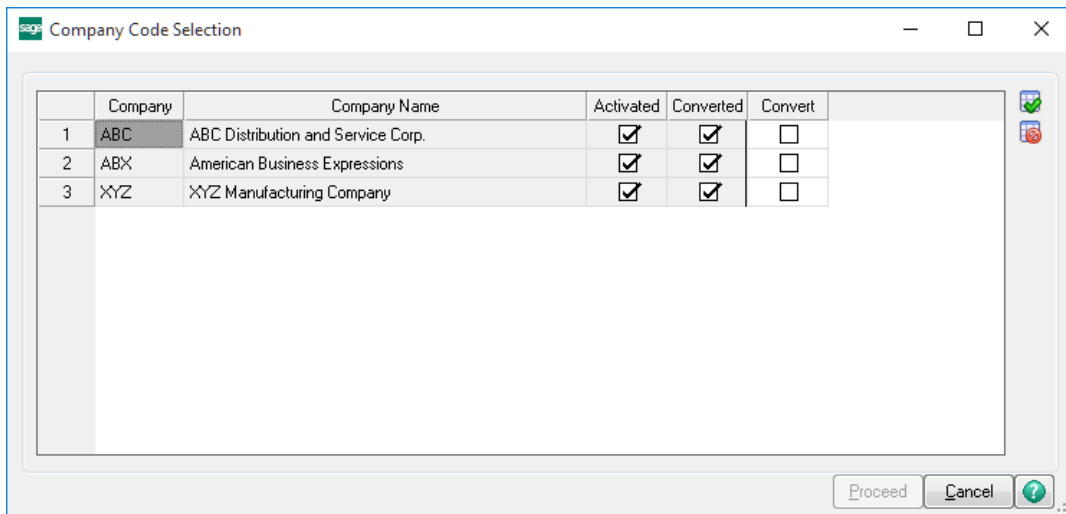 sage Company Code Selection
Company Company Name Activated Converted Convert
1 ABC ABC Distribution and Service Corp.
2 ABX American Business Expressions
3 XYZ XYZ Manufacturing Company
Proceed Cancel ?